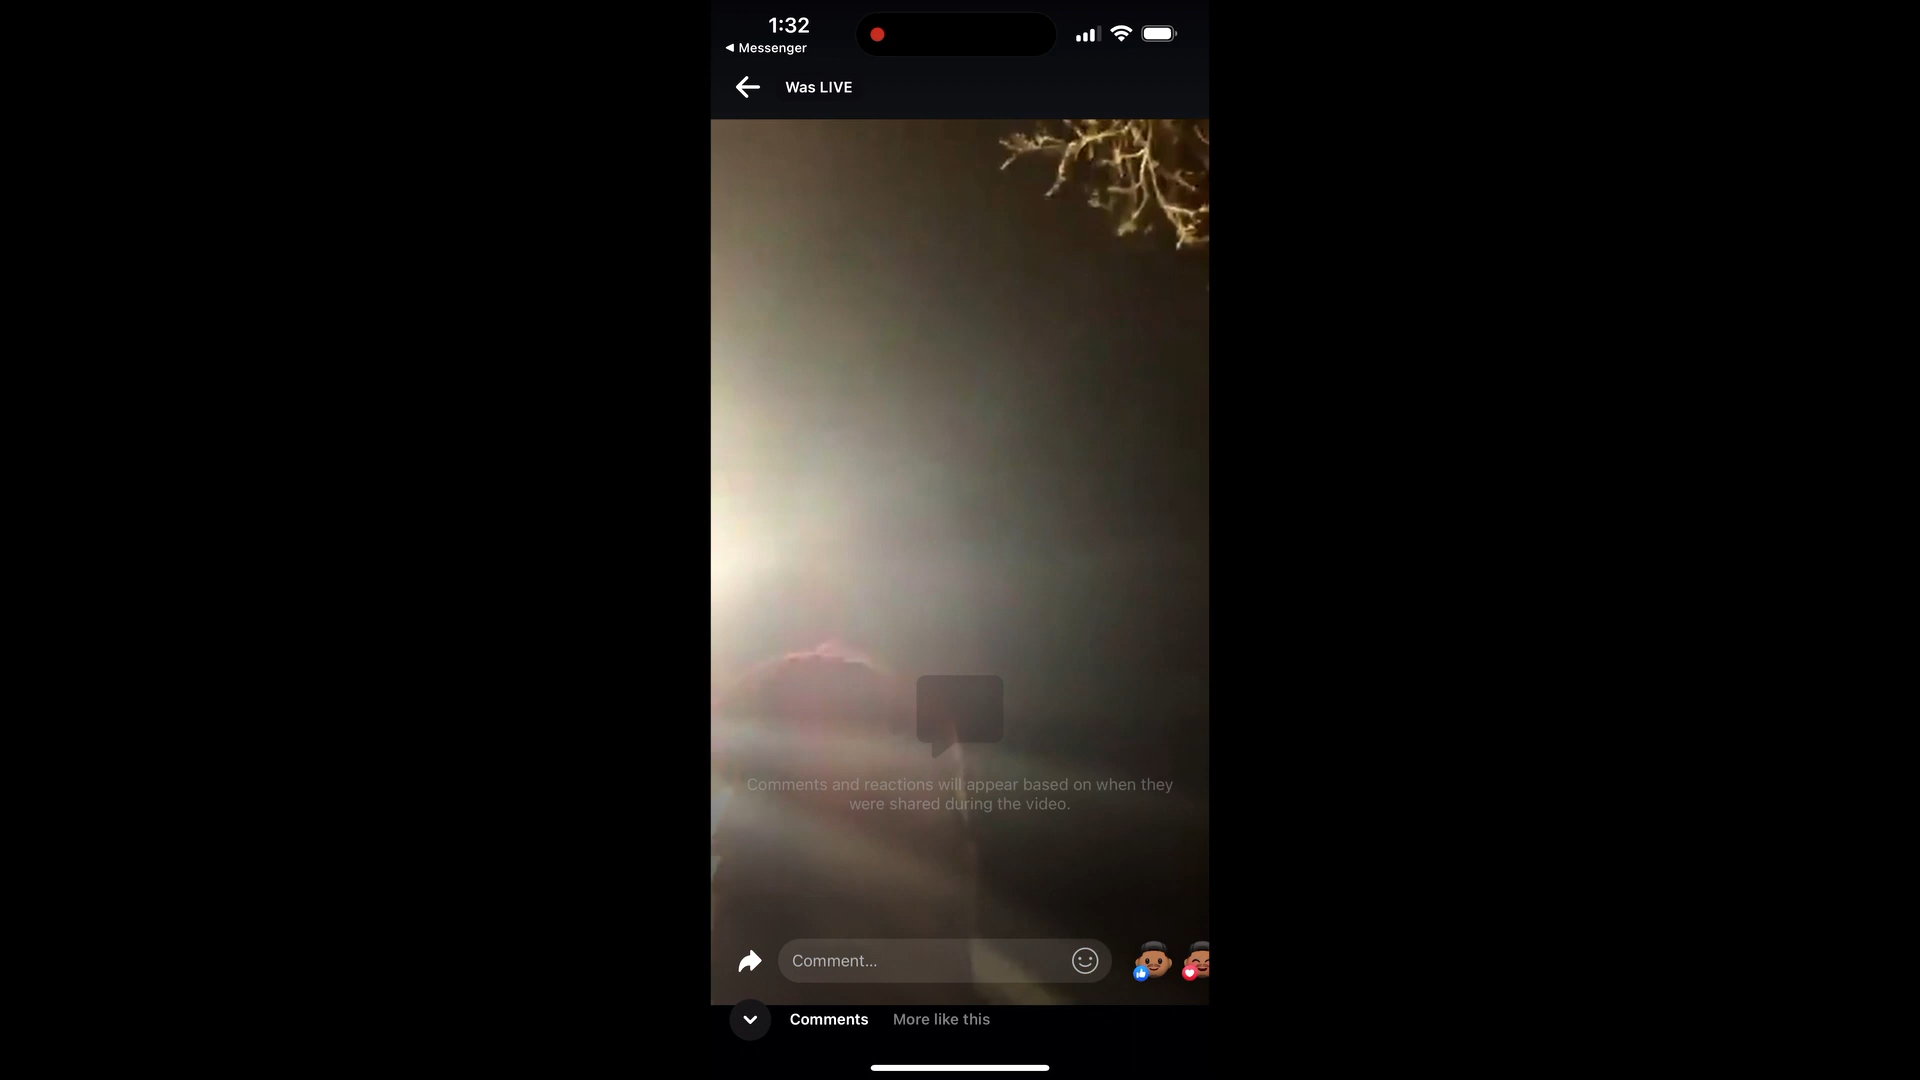 1:32
Messenger
Was LIVE
Comments and reactions will appear based on when they
were shared during the video.
Comment...
Comments
More like this